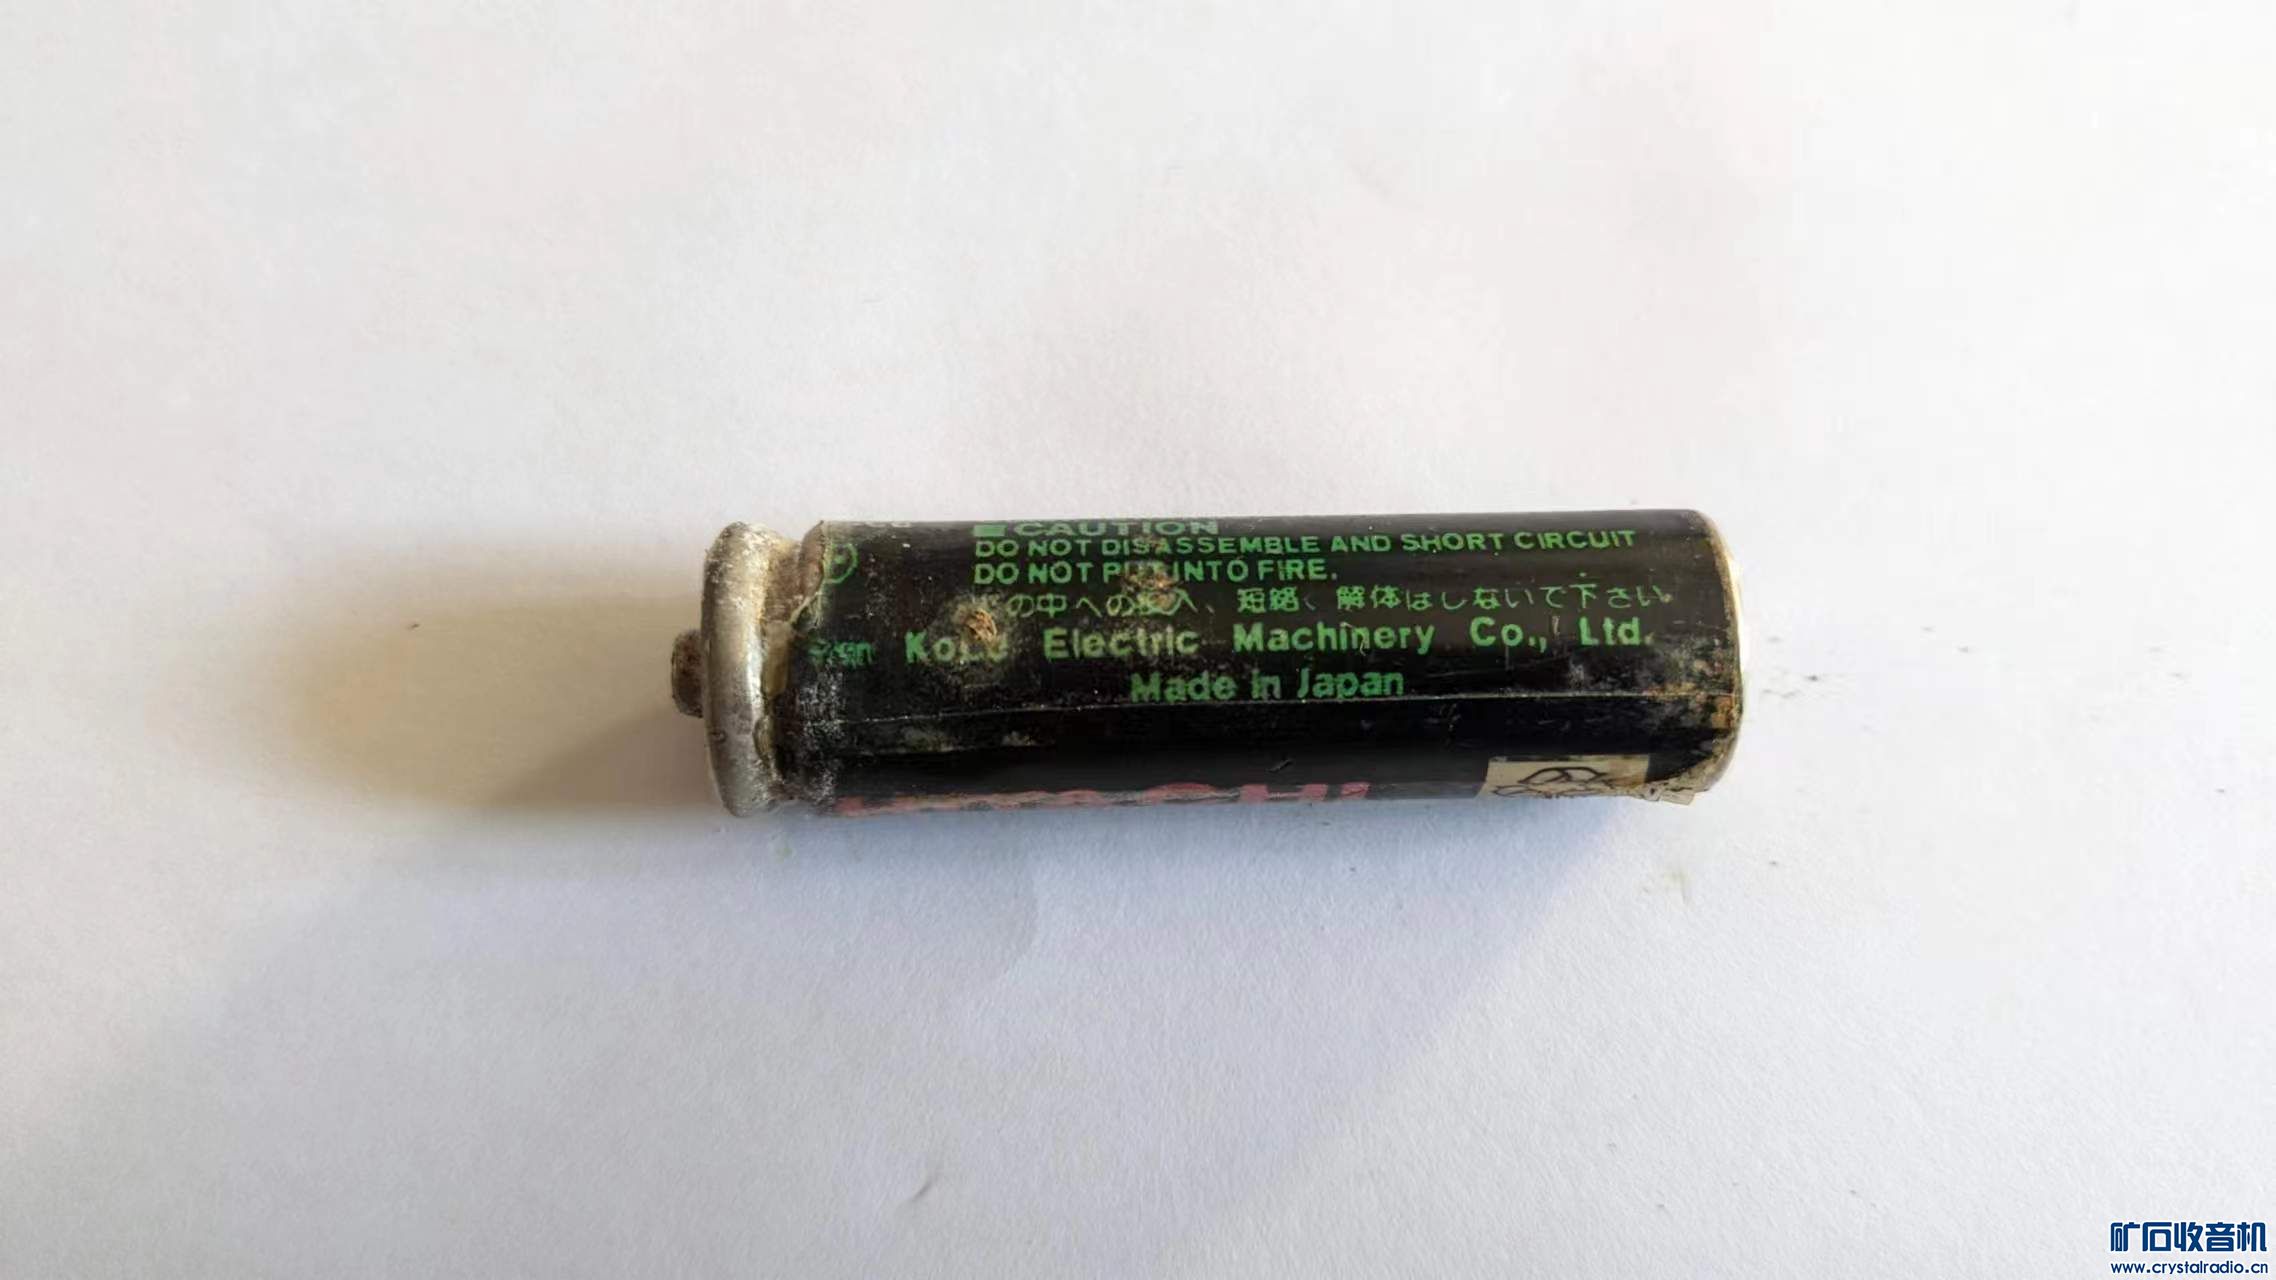 CAUTION
DO NOT DISASSEMBLE AND SHORT CIRCUIT
DO NOT PUT INTO FIRE.
の中への投入、短絡、解体はしないで下さい
Electric Machinery Co., Ltd.
Made in Japan
矿石收音机
www.crystalradio.cn